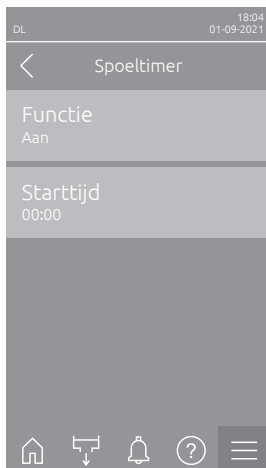 18:04
DL 01-09-2021
Spoeltimer
Functie
Aan
Starttijd
00:00
?